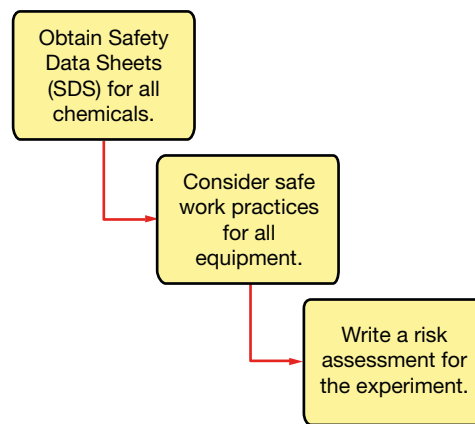 Obtain Safety
Data Sheets
(SDS) for all
chemicals.
Consider safe
work practices
for all
equipment.
Write a risk
assessment for
the experiment.